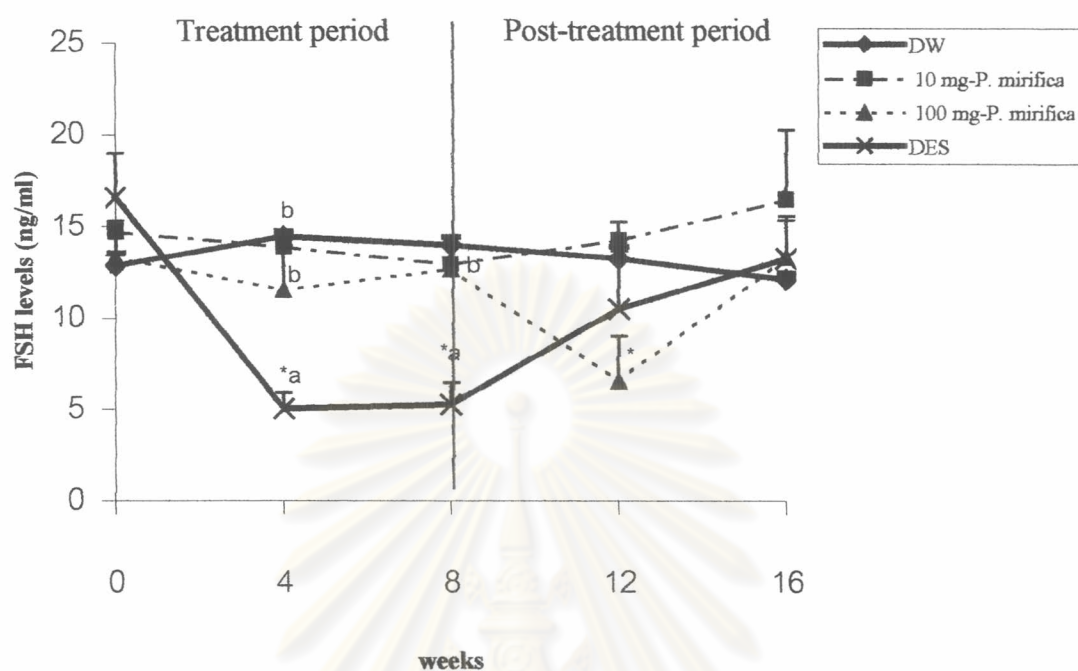 Treatment period Post-treatment period
DW
10 mg-P. mirifica
100 mg-P. mirifica
DES
FSH levels (ng/ml)
25
20
15
10
5
0
b
b
b
*a
*a
*
0 4 8 12 16
weeks